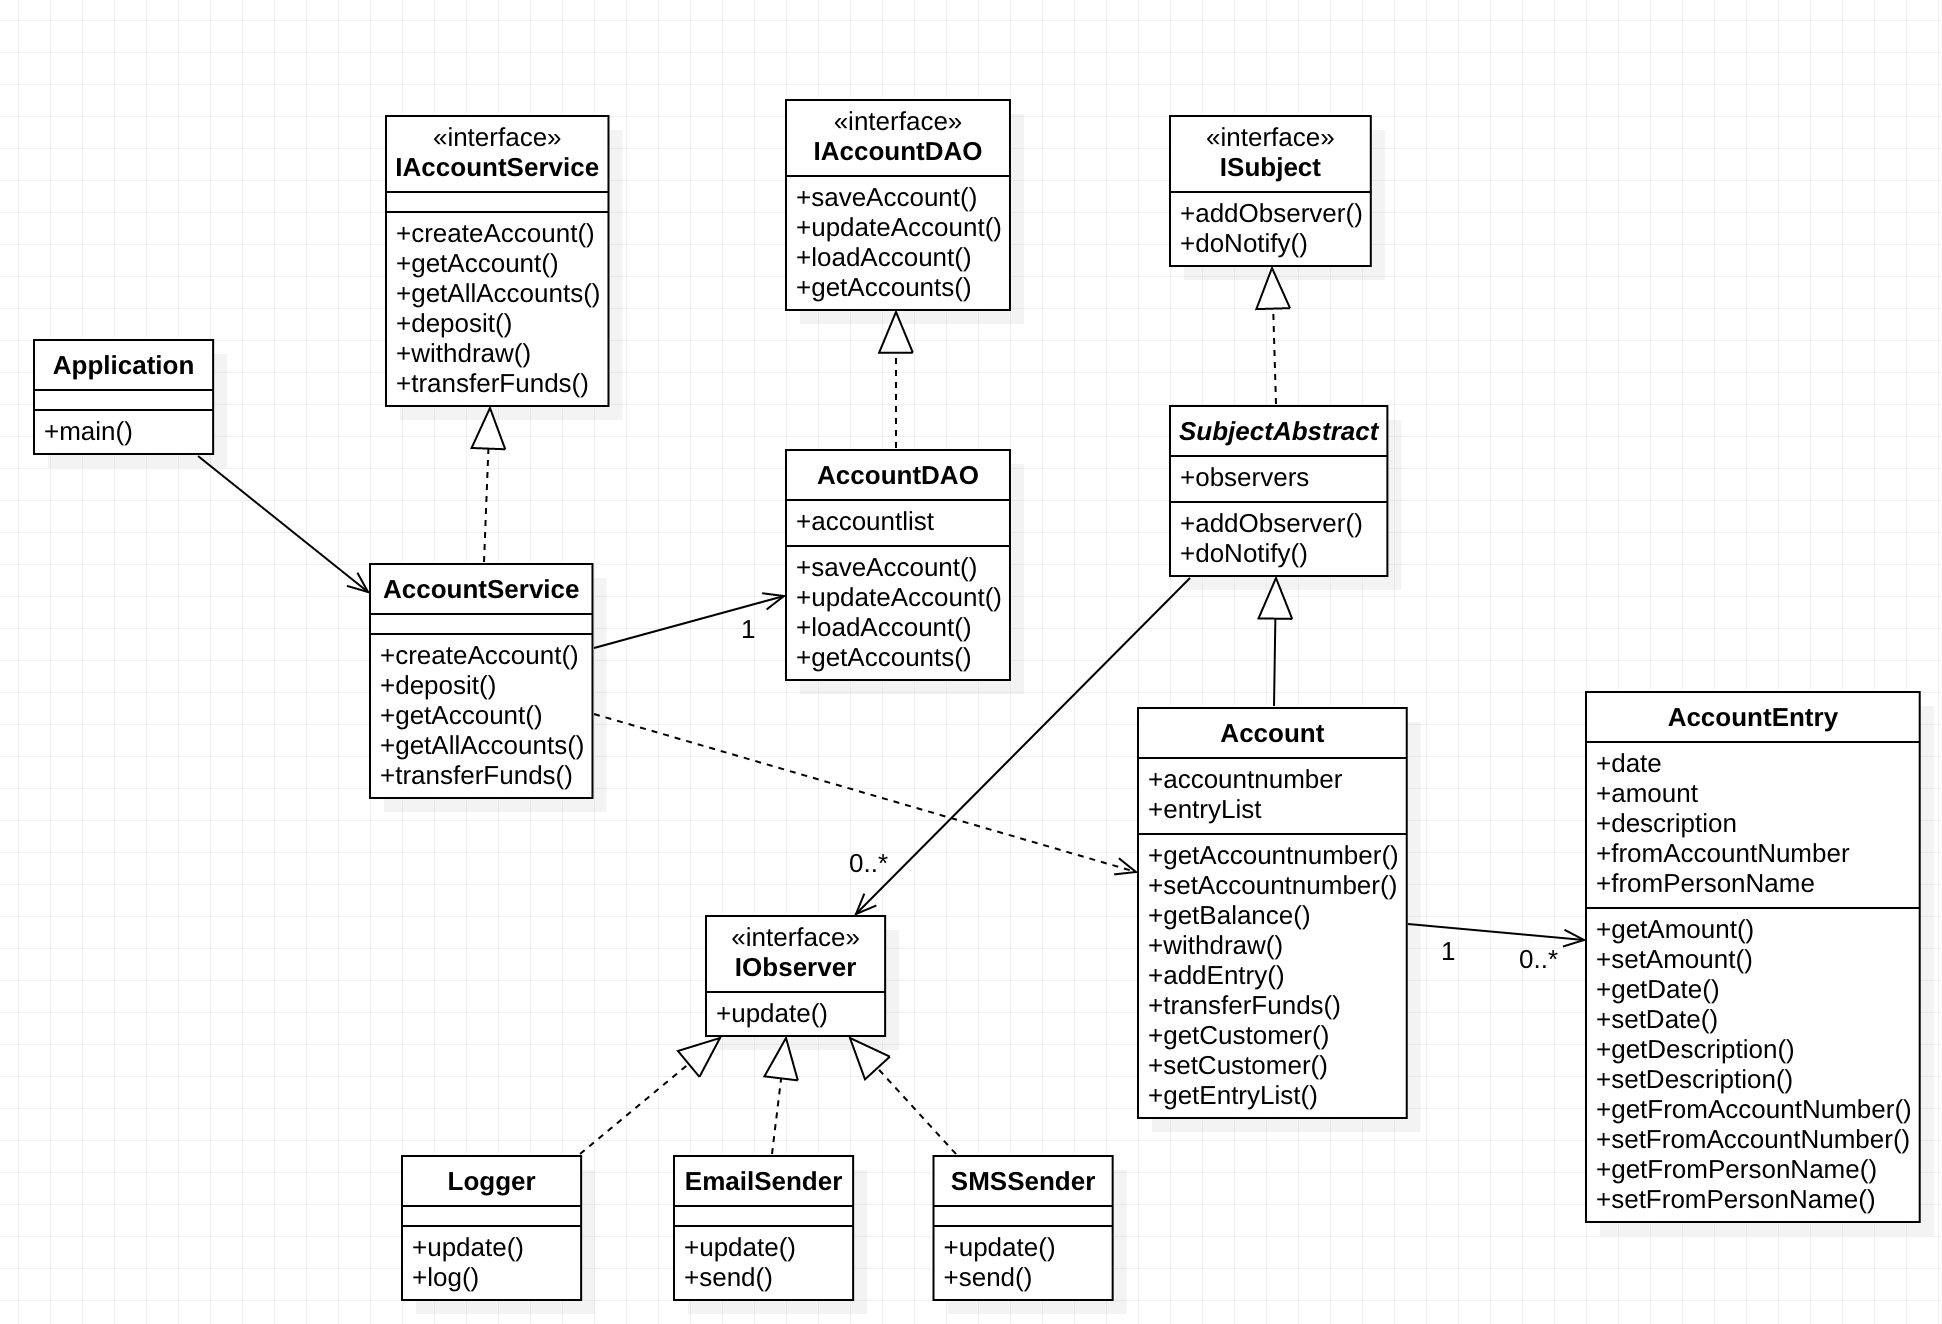 «interface»
IAccountService
+createAccount()
+getAccount()
+getAllAccounts()
+deposit()
+withdraw()
+transferFunds()
«interface»
IAccountDAO
+saveAccount()
+updateAccount()
+loadAccount()
+getAccounts()
«interface»
ISubject
+addObserver()
+doNotify()
Application
+main()
AccountService
+createAccount()
+deposit()
+getAccount()
+getAllAccounts()
+transferFunds()
1
AccountDAO
+accountlist
+saveAccount()
+updateAccount()
+loadAccount()
+getAccounts()
SubjectAbstract
+observers
+addObserver()
+doNotify()
0..*
Account
+accountnumber
+entryList
+getAccountnumber()
+setAccountnumber()
+getBalance()
+withdraw()
+addEntry()
+transferFunds()
+getCustomer()
+setCustomer()
+getEntryList()
1
0..*
AccountEntry
+date
+amount
+description
+fromAccountNumber
+fromPersonName
+getAmount()
+setAmount()
+getDate()
+setDate()
+getDescription()
+setDescription()
+getFromAccountNumber()
+setFromAccountNumber()
+getFromPersonName()
+setFromPersonName()
«interface»
IObserver
+update()
Logger
+update()
+log()
EmailSender
+update()
+send()
SMSSender
+update()
+send()